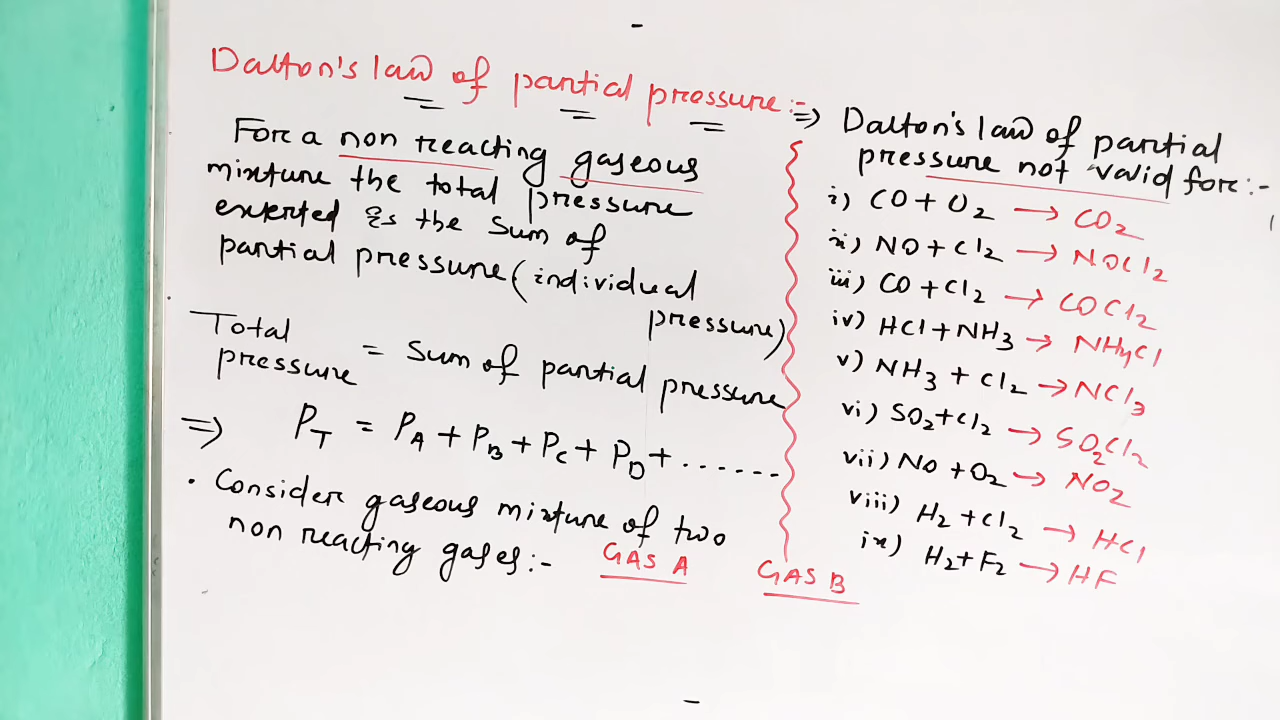 Dalton's law of partial pressure:-
For a non reacting gaseous
mixture the total pressure
exerted is the sum of
partial pressure (individual
pressure)
Total pressure = Sum of partial pressure
⇒ P_T = P_A + P_B + P_C + P_D + .......
• Consider gaseous mixture of two
non reacting gases:- GAS A GAS B
⇒ Dalton's law of partial
pressure not valid for:-
i) CO + O₂ → CO₂
ii) NO + Cl₂ → NOCl₂
iii) CO + Cl₂ → COCl₂
iv) HCl + NH₃ → NH₄Cl
v) NH₃ + Cl₂ → NCl₃
vi) SO₂ + Cl₂ → SO₂Cl₂
vii) NO + O₂ → NO₂
viii) H₂ + Cl₂ → HCl
ix) H₂ + F₂ → HF